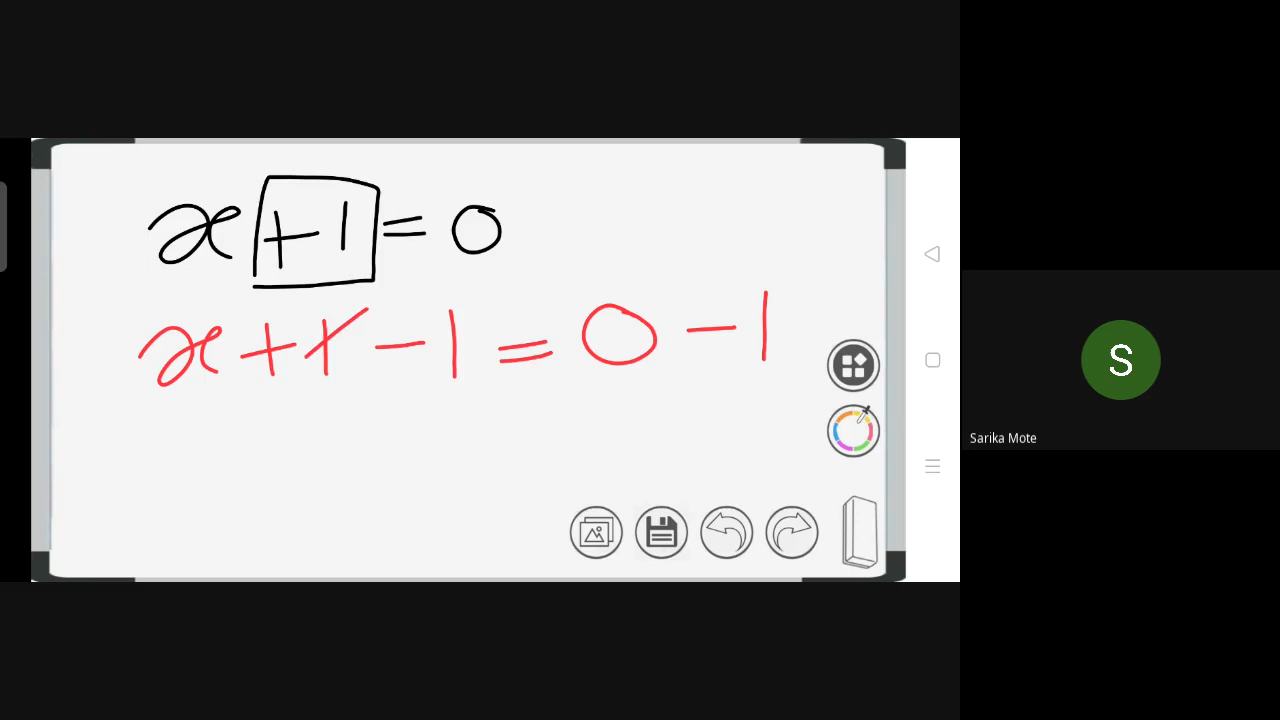 x + 1 = 0
x + 1 - 1 = 0 - 1
S
Sarika Mote